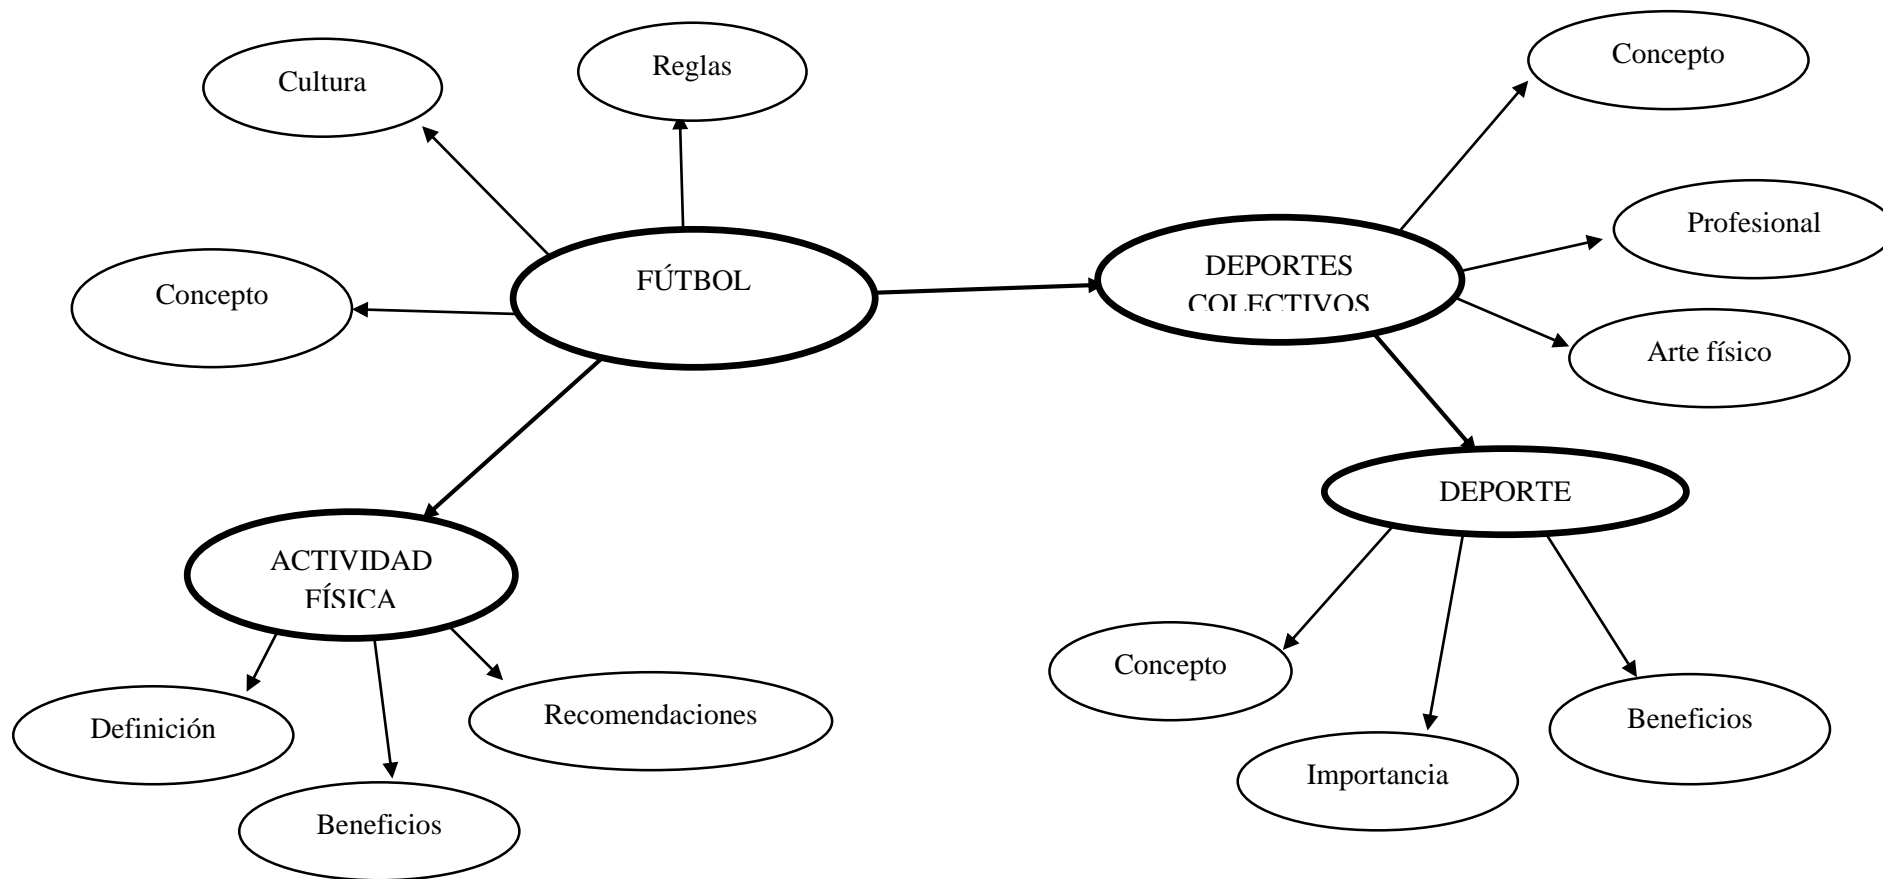 Cultura
Reglas
Concepto
Profesional
Arte físico
FÚTBOL
DEPORTES
COLECTIVOS
Concepto
DEPORTE
ACTIVIDAD
FÍSICA
Definición
Beneficios
Recomendaciones
Concepto
Importancia
Beneficios